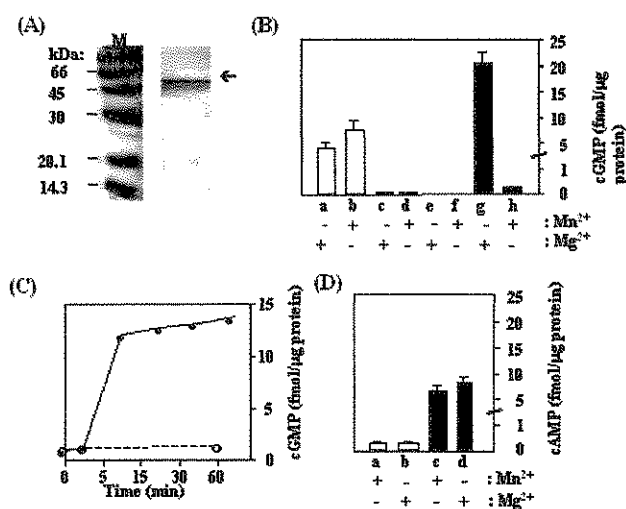 (A)
M
kDa:
66
45
30
20.1
14.3
(B)
25
20
15
10
5
1
0
cGMP (fmol/µg protein)
a b c d e f g h
- + - + - + - + : Mn2+
+ - + - + - + - : Mg2+
(C)
15
10
5
0
cGMP (fmol/µg protein)
0 5 15 30 60
Time (min)
(D)
25
20
15
10
5
1
0
cAMP (fmol/µg protein)
a b c d
+ - + - : Mn2+
- + - + : Mg2+